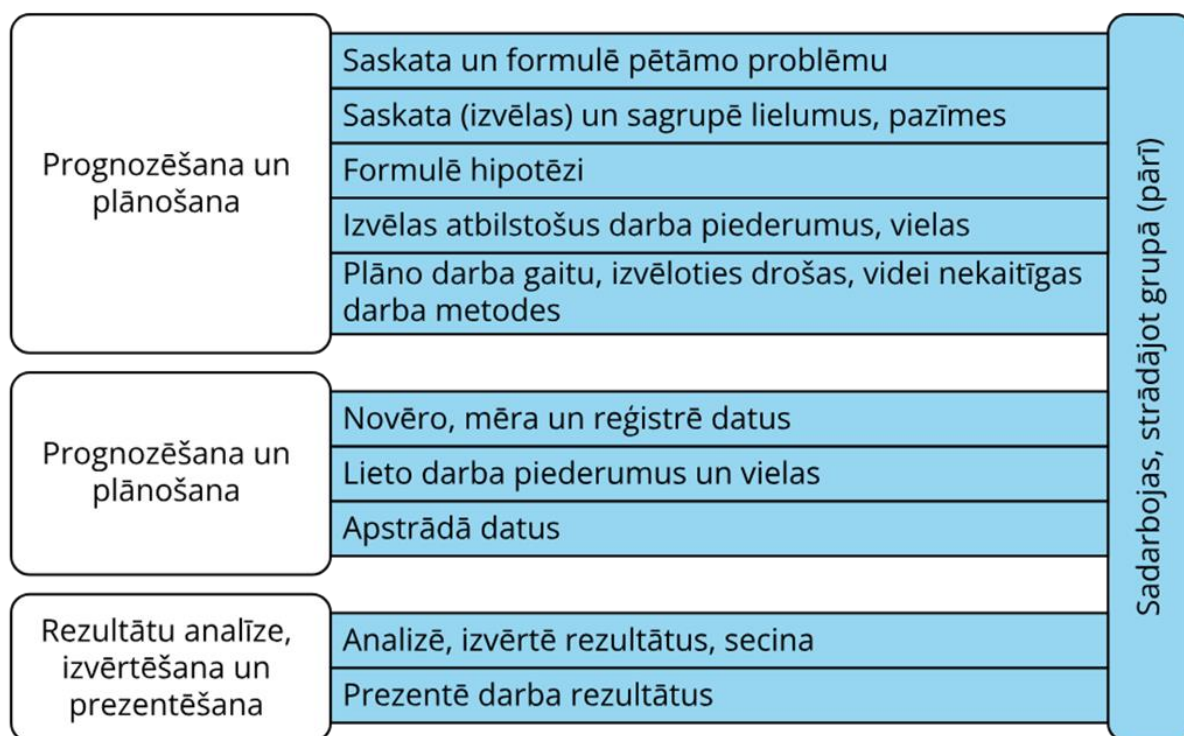 Prognozēšana un
plānošana
Saskata un formulē pētāmo problēmu
Saskata (izvēlas) un sagrupē lielumus, pazīmes
Formulē hipotēzi
Izvēlas atbilstošus darba piederumus, vielas
Plāno darba gaitu, izvēloties drošas, videi nekaitīgas
darba metodes
Prognozēšana un
plānošana
Novēro, mēra un reģistrē datus
Lieto darba piederumus un vielas
Apstrādā datus
Rezultātu analīze,
izvērtēšana un
prezentēšana
Analizē, izvērtē rezultātus, secina
Prezentē darba rezultātus
Sadarbojas, strādājot grupā (pārī)